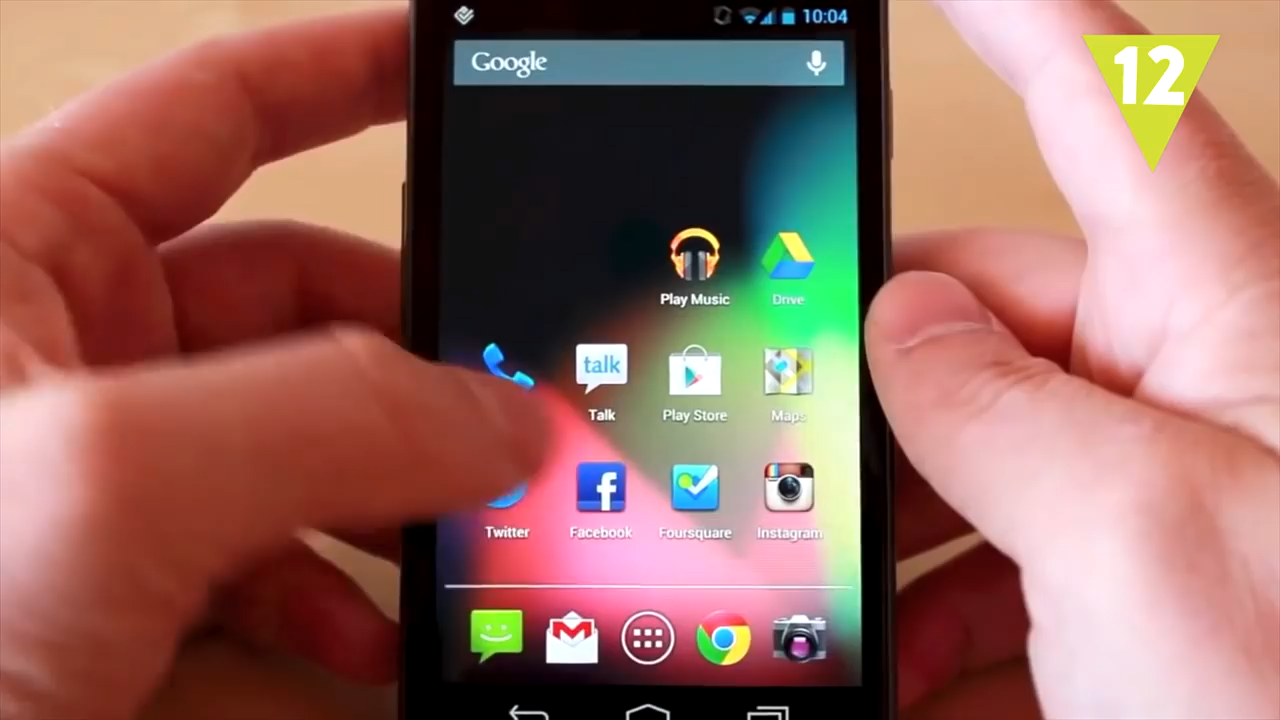 10:04
Google
12
Play Music
Drive
talk
Talk
Play Store
Maps
Twitter
Facebook
Foursquare
Instagram